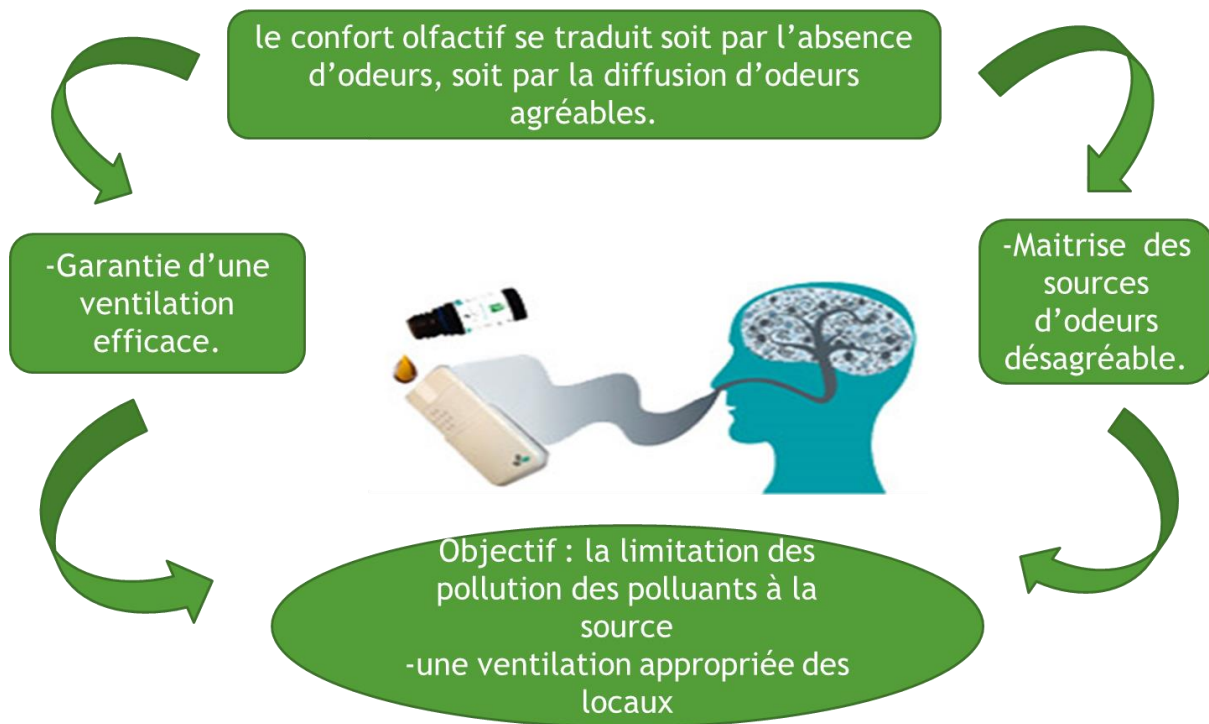 le confort olfactif se traduit soit par l’absence
d’odeurs, soit par la diffusion d’odeurs
agréables.
-Garantie d’une
ventilation
efficace.
-Maitrise des
sources
d’odeurs
désagréable.
Objectif : la limitation des
pollution des polluants à la
source
-une ventilation appropriée des
locaux